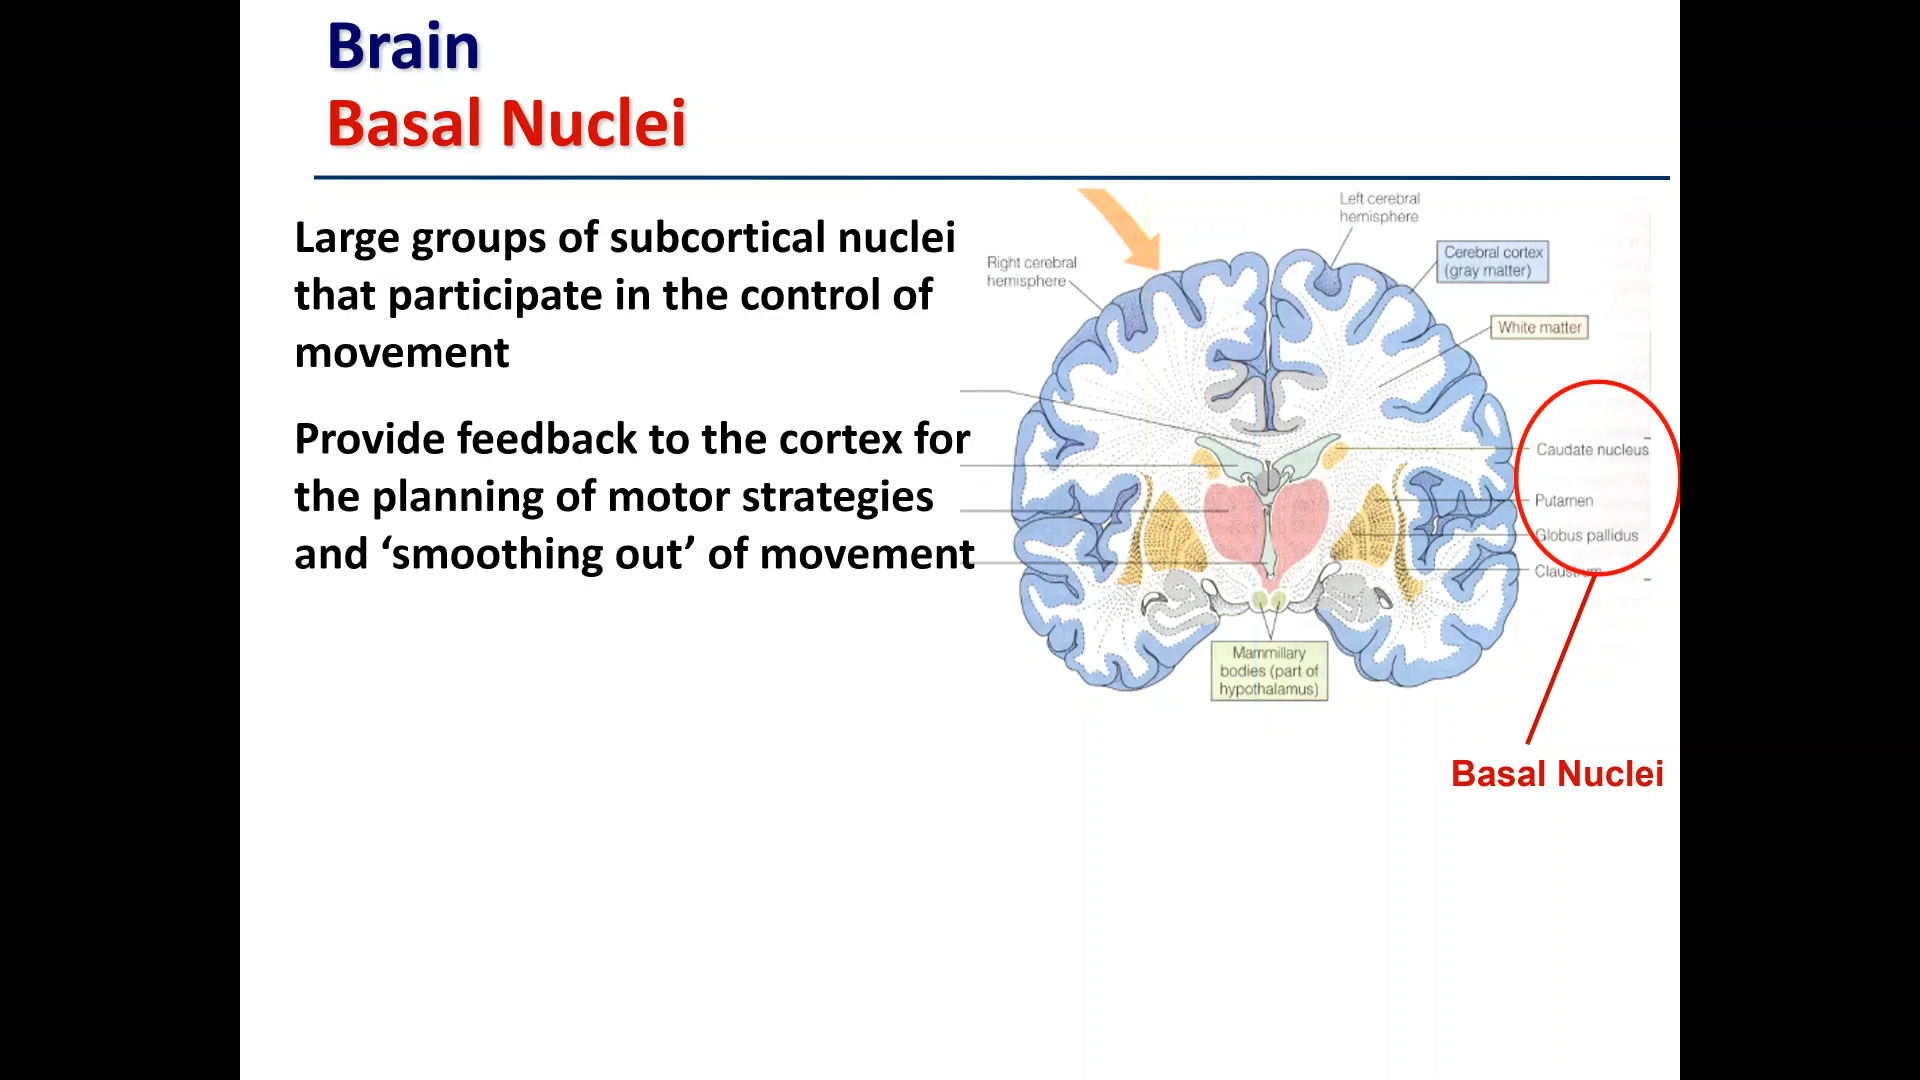 Brain
Basal Nuclei
Large groups of subcortical nuclei
that participate in the control of
movement
Provide feedback to the cortex for
the planning of motor strategies
and ‘smoothing out’ of movement
Left cerebral
hemisphere
Right cerebral
hemisphere
Cerebral cortex
(gray matter)
White matter
Caudate nucleus
Putamen
Globus pallidus
Claustrum
Mammillary
bodies (part of
hypothalamus)
Basal Nuclei